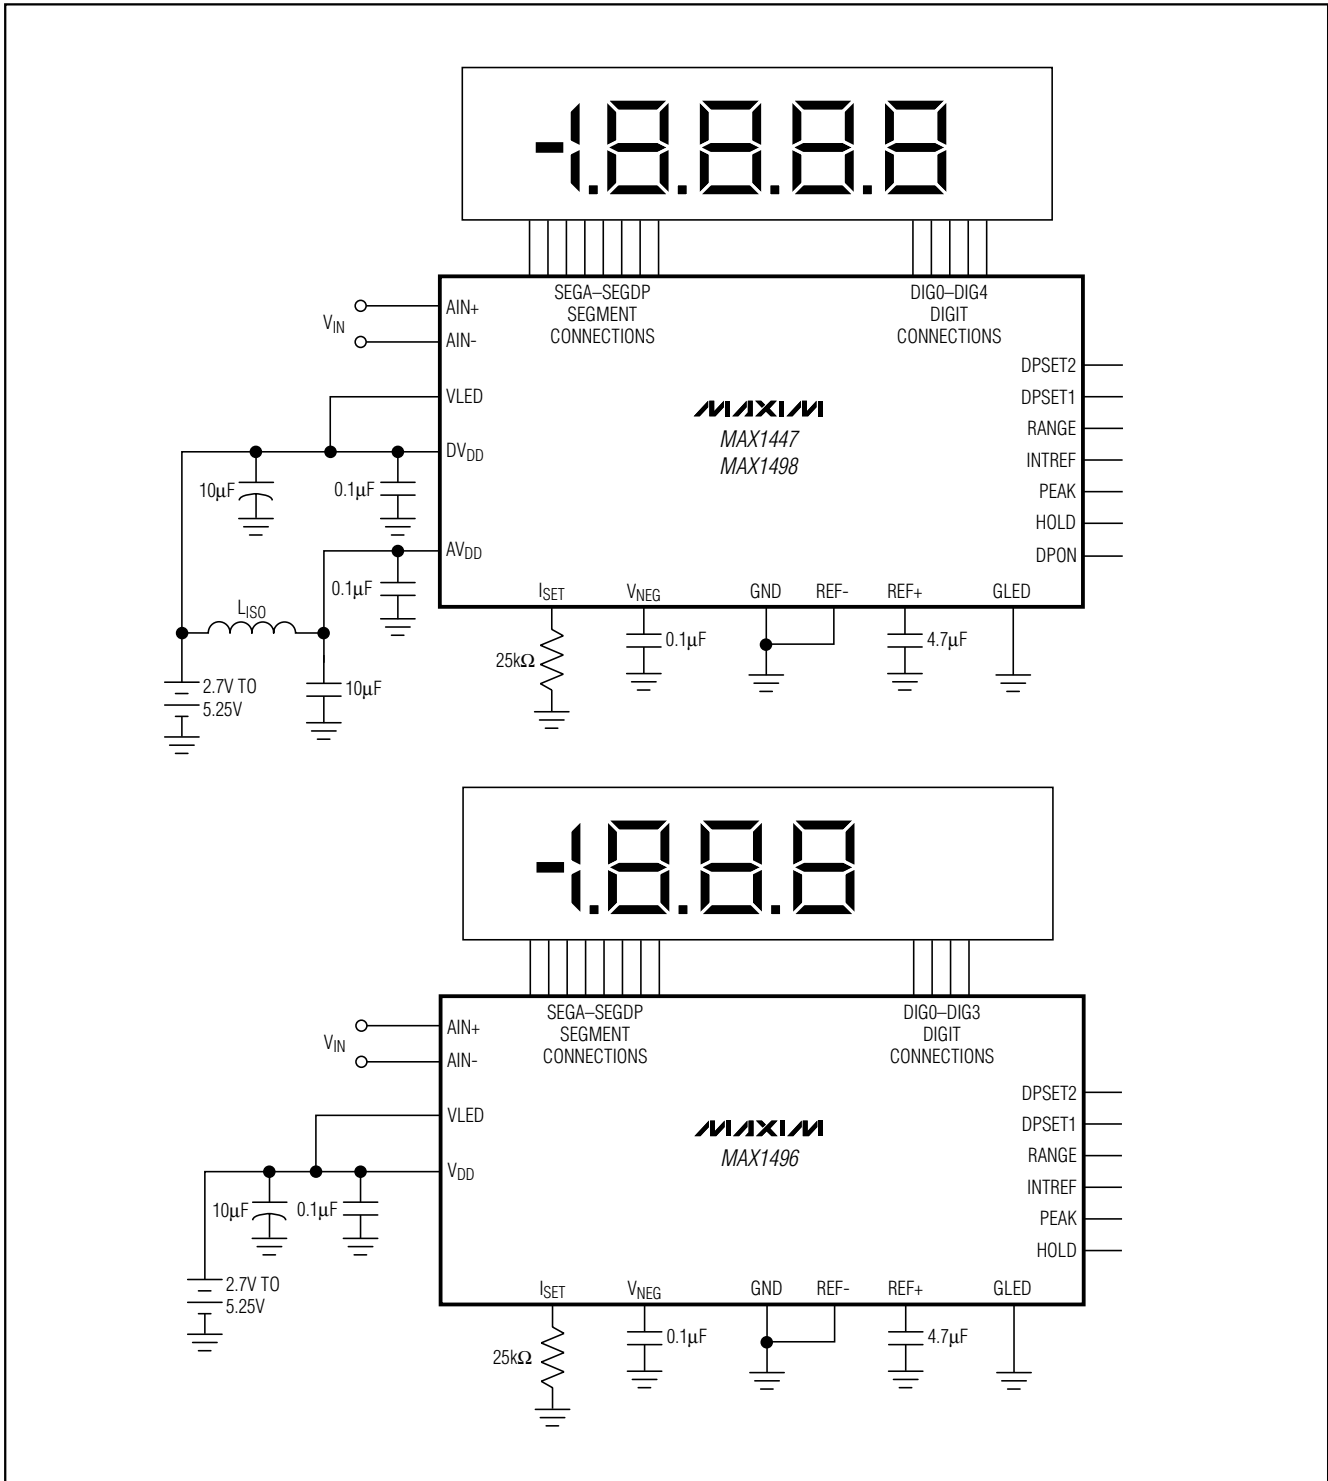 -1.8.8.8.8
SEGA–SEGDP
SEGMENT
CONNECTIONS
DIG0–DIG4
DIGIT
CONNECTIONS
VIN
AIN+
AIN-
VLED
DVDD
AVDD
MAXIM
MAX1447
MAX1498
DPSET2
DPSET1
RANGE
INTREF
PEAK
HOLD
DPON
10μF
0.1μF
0.1μF
LISO
2.7V TO
5.25V
10μF
ISET
VNEG
GND
REF-
REF+
GLED
25kΩ
0.1μF
4.7μF
-1.8.8.8
SEGA–SEGDP
SEGMENT
CONNECTIONS
DIG0–DIG3
DIGIT
CONNECTIONS
VIN
AIN+
AIN-
VLED
VDD
MAXIM
MAX1496
DPSET2
DPSET1
RANGE
INTREF
PEAK
HOLD
10μF
0.1μF
2.7V TO
5.25V
ISET
VNEG
GND
REF-
REF+
GLED
25kΩ
0.1μF
4.7μF